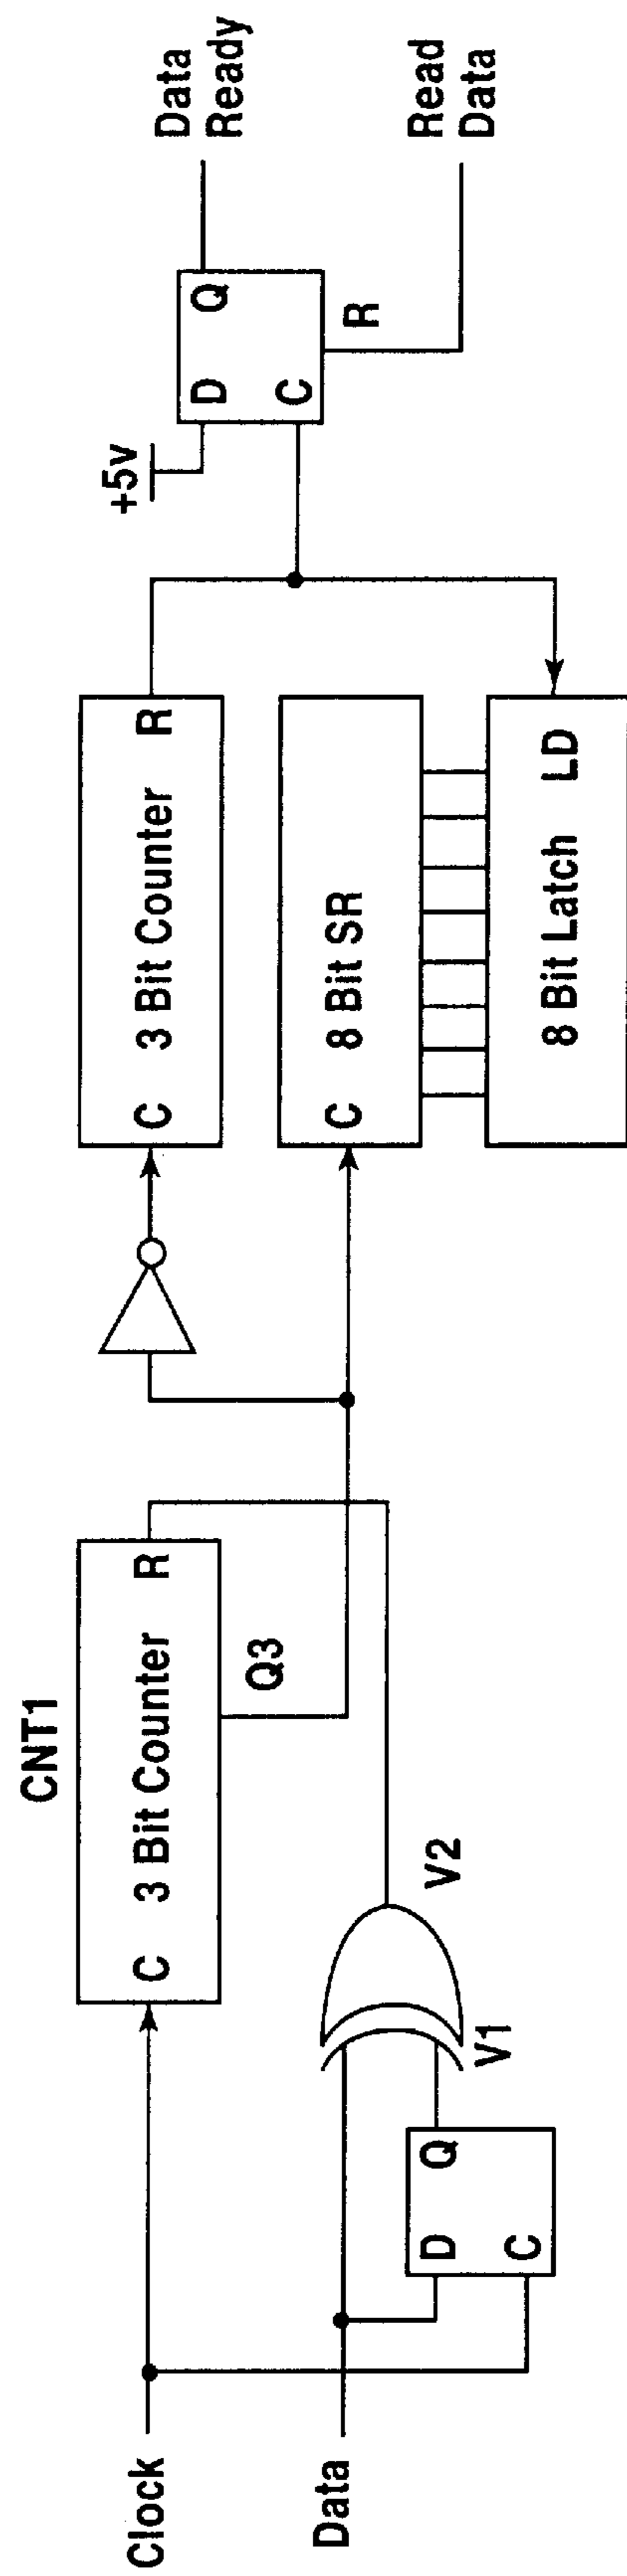 Clock
Data
CNT1
C 3 Bit Counter R
Q3
D Q
C
V1
V2
C 3 Bit Counter R
C 8 Bit SR
8 Bit Latch LD
+5v
D Q
C
R
Data
Ready
Read
Data